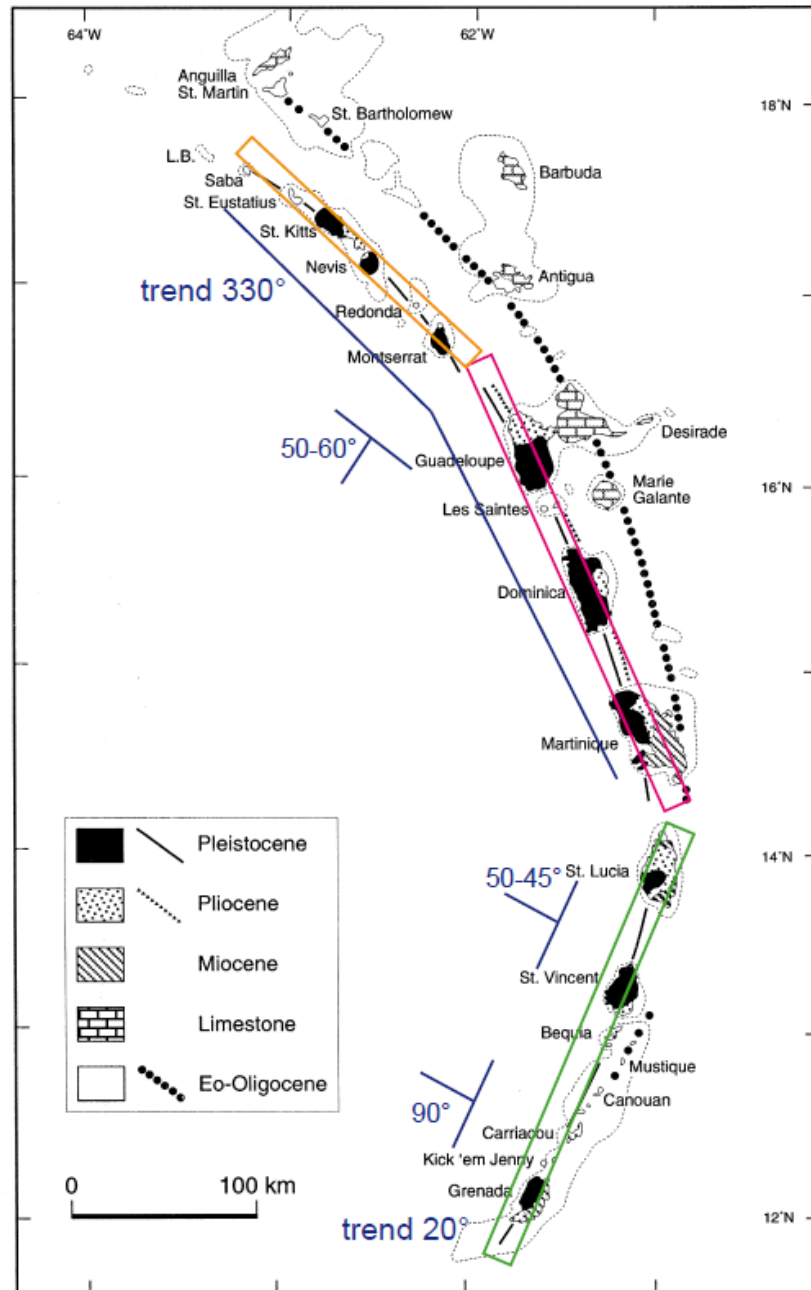 64°W
62°W
Anguilla
St. Martin
18°N
St. Bartholomew
L.B.
Barbuda
Saba
St. Eustatius
St. Kitts
Nevis
Antigua
trend 330°
Redonda
Montserrat
Desirade
50-60°
Guadeloupe
Marie
Galante
16°N
Les Saintes
Dominica
Martinique
Pleistocene
14°N
St. Lucia
50-45°
Pliocene
Miocene
St. Vincent
Limestone
Bequia
Mustique
Eo-Oligocene
Canouan
90°
Carriacou
Kick 'em Jenny
0 100 km
Grenada
trend 20°
12°N